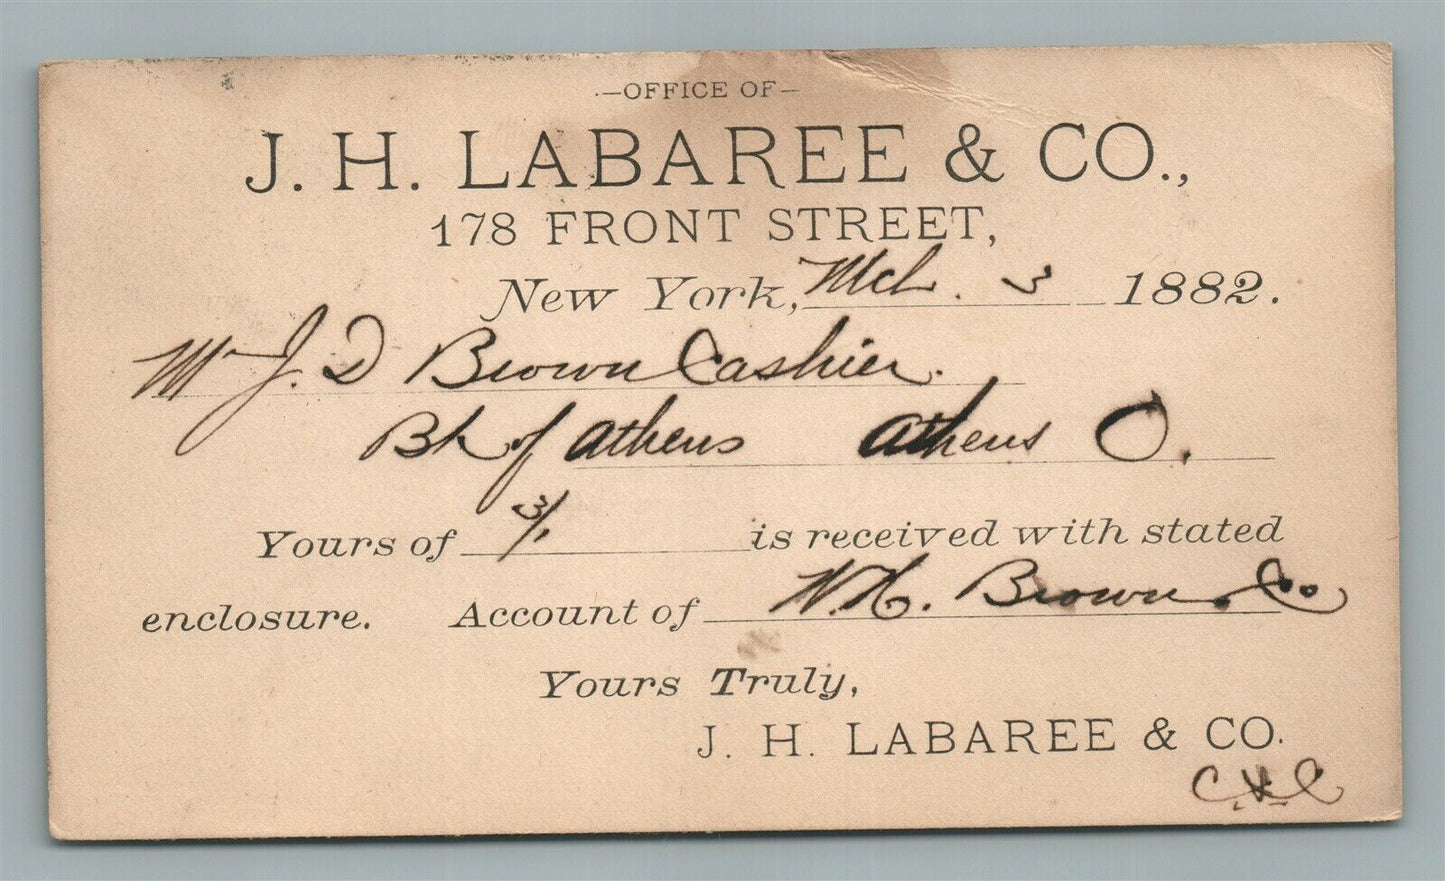 —OFFICE OF—
J. H. LABAREE & CO.,
178 FRONT STREET,
New York, Mch. 3 1882.
Mr J. D Brown Cashier.
Bk of Athens Athens O.
Yours of 3/1 is received with stated
enclosure. Account of W.H. Brown & Co.
Yours Truly,
J. H. LABAREE & CO.